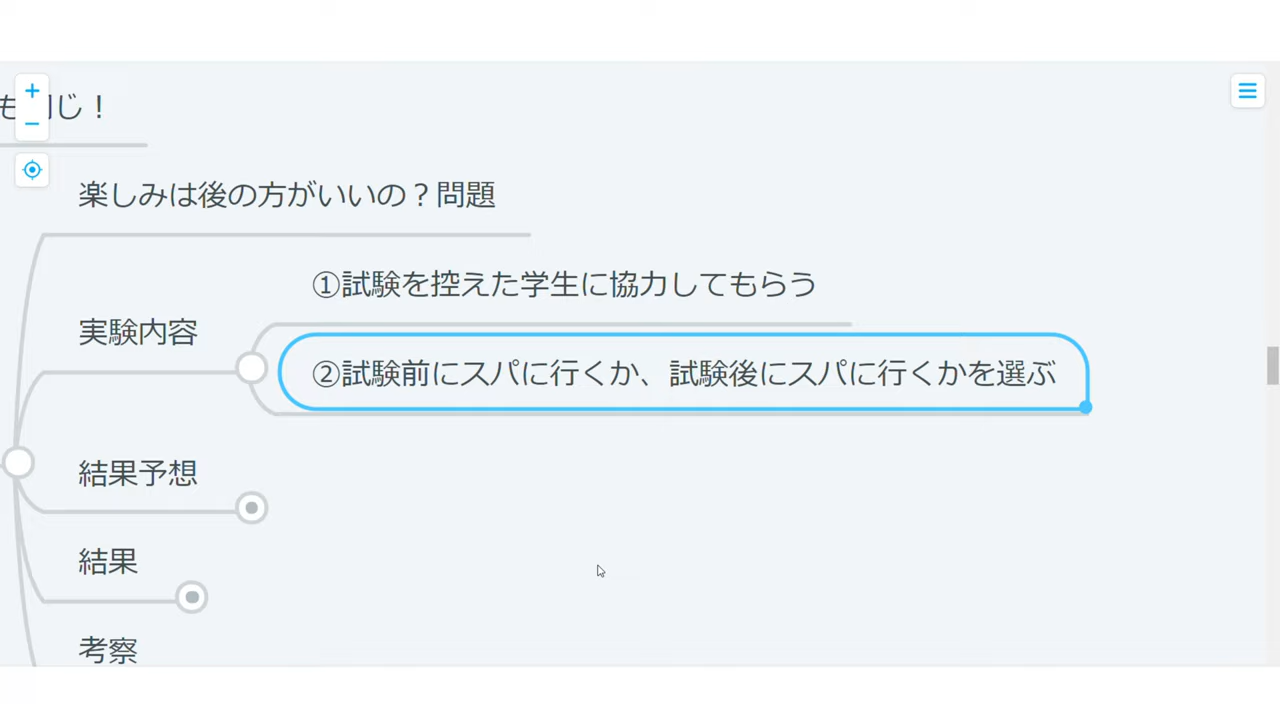 も同じ！
楽しみは後の方がいいの？問題
①試験を控えた学生に協力してもらう
実験内容
②試験前にスパに行くか、試験後にスパに行くかを選ぶ
結果予想
結果
考察